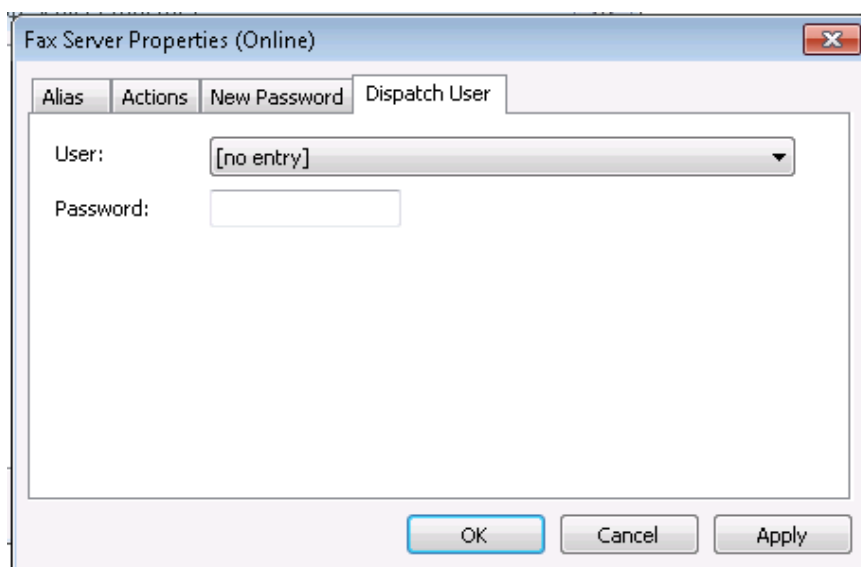 Fax Server Properties (Online)
Alias Actions New Password Dispatch User
User: [no entry]
Password:
OK Cancel Apply